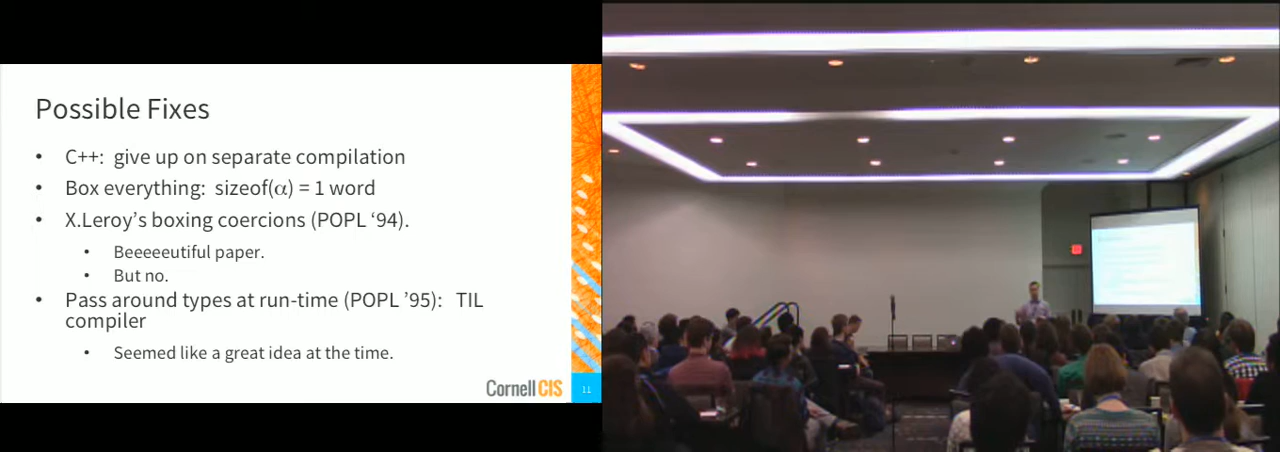 Possible Fixes
• C++: give up on separate compilation
• Box everything: sizeof(α) = 1 word
• X.Leroy’s boxing coercions (POPL ‘94).
• Beeeeeutiful paper.
• But no.
• Pass around types at run-time (POPL ’95): TIL
compiler
• Seemed like a great idea at the time.
Cornell CIS
11